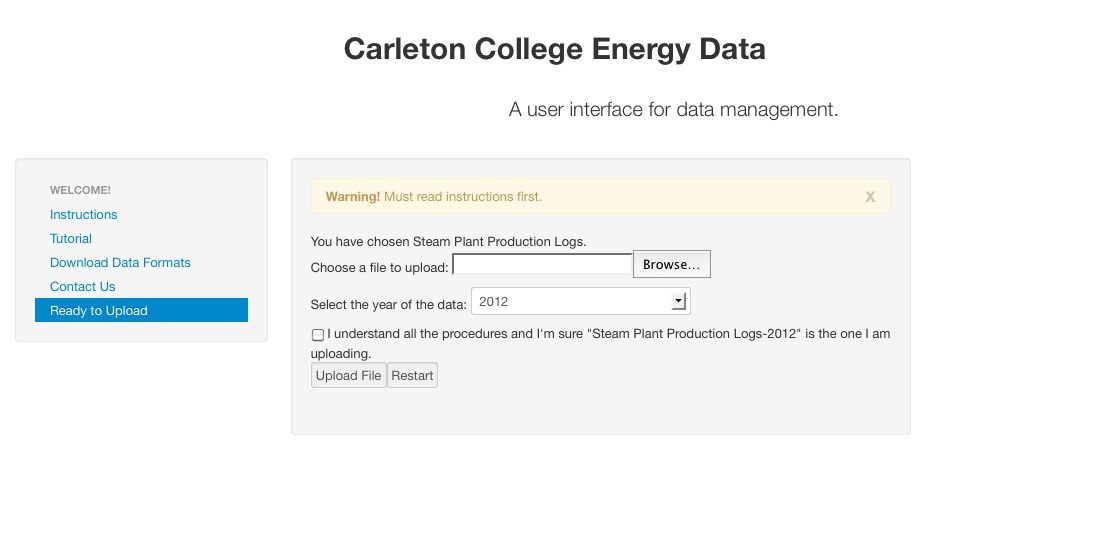 Carleton College Energy Data
A user interface for data management.
WELCOME!
Instructions
Tutorial
Download Data Formats
Contact Us
Ready to Upload
Warning! Must read instructions first.
x
You have chosen Steam Plant Production Logs.
Choose a file to upload: Browse...
Select the year of the data: 2012
I understand all the procedures and I'm sure "Steam Plant Production Logs-2012" is the one I am
uploading.
Upload File Restart